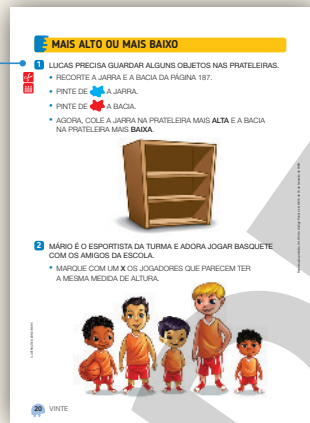 MAIS ALTO OU MAIS BAIXO
1 LUCAS PRECISA GUARDAR ALGUNS OBJETOS NAS PRATELEIRAS.
• RECORTE A JARRA E A BACIA DA PÁGINA 187.
• PINTE DE A JARRA.
• PINTE DE A BACIA.
• AGORA, COLE A JARRA NA PRATELEIRA MAIS ALTA E A BACIA
NA PRATELEIRA MAIS BAIXA.
2 MÁRIO É O ESPORTISTA DA TURMA E ADORA JOGAR BASQUETE
COM OS AMIGOS DA ESCOLA.
• MARQUE COM UM X OS JOGADORES QUE PARECEM TER
A MESMA MEDIDA DE ALTURA.
20 VINTE